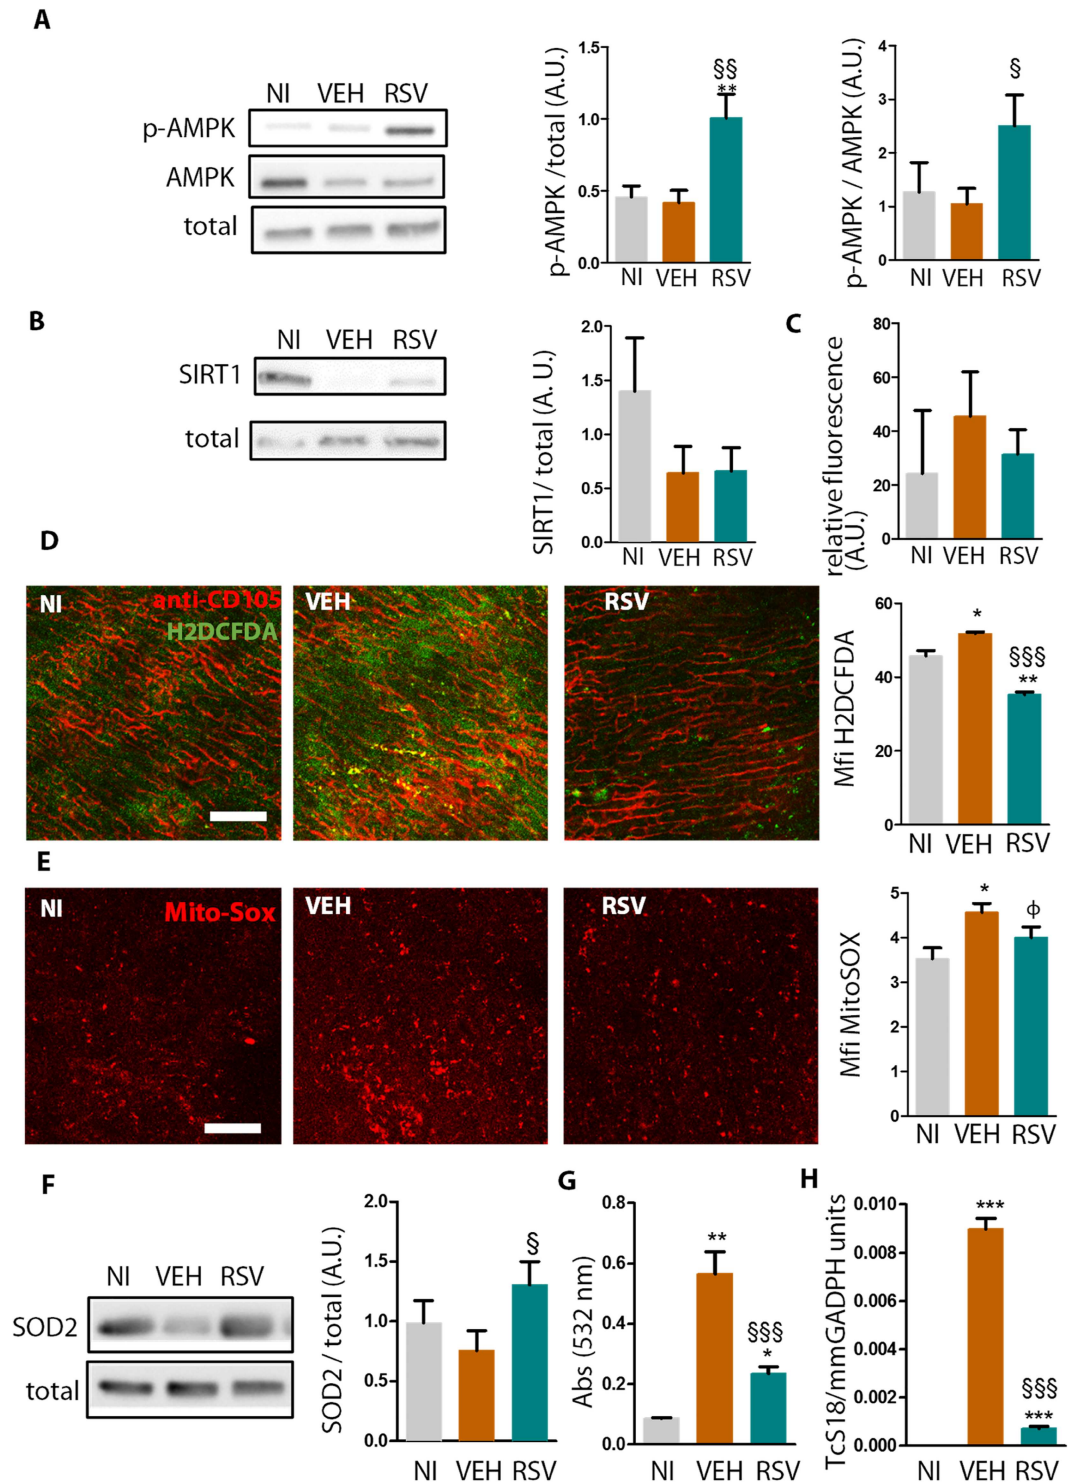 A
NI VEH RSV
p-AMPK
AMPK
total
p-AMPK /total (A.U.)
1.5
1.0
0.5
0.0
§§
**
NI VEH RSV
p-AMPK / AMPK (A.U.)
4
3
2
1
0
§
NI VEH RSV
B
NI VEH RSV
SIRT1
total
SIRT1/ total (A. U.)
2.0
1.5
1.0
0.5
0.0
NI VEH RSV
C
relative fluorescence
(A.U.)
80
60
40
20
0
NI VEH RSV
D
NI
anti-CD105
H2DCFDA
VEH
RSV
Mfi H2DCFDA
60
40
20
0
*
§§§
**
NI VEH RSV
E
NI
Mito-Sox
VEH
RSV
Mfi MitoSOX
5
4
3
2
1
0
*
ϕ
NI VEH RSV
F
NI VEH RSV
SOD2
total
SOD2 / total (A.U.)
2.0
1.5
1.0
0.5
0.0
§
NI VEH RSV
G
Abs (532 nm)
0.8
0.6
0.4
0.2
0.0
**
§§§
*
NI VEH RSV
H
TcS18/mmGADPH units
0.010
0.008
0.006
0.004
0.002
0.000
***
§§§
***
NI VEH RSV